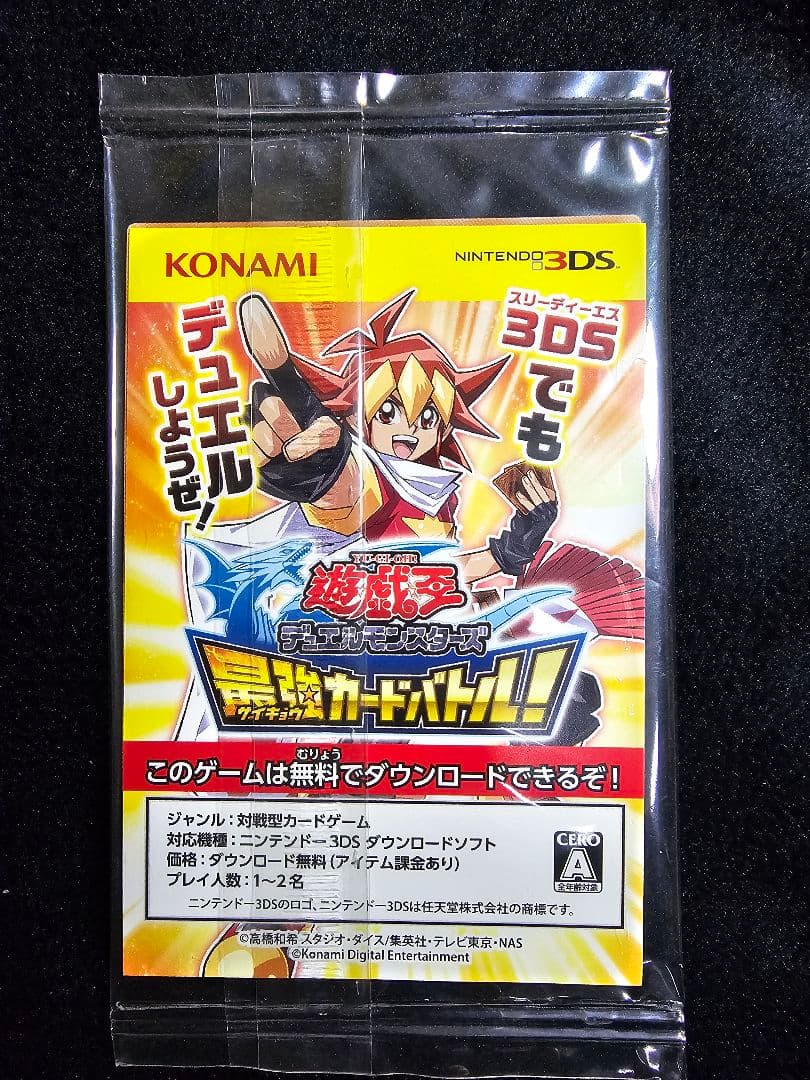 KONAMI
NINTENDO3DS™
スリーディーエス
3DSでも
デュエル
しようぜ!
YU-GI-OH!
遊戯王
デュエルモンスターズ
最強カードバトル!
サイキョウ
むりょう
このゲームは無料でダウンロードできるぞ!
ジャンル:対戦型カードゲーム
対応機種:ニンテンドー3DS ダウンロードソフト
価格:ダウンロード無料(アイテム課金あり)
プレイ人数:1〜2名
CERO
A
全年齢対象
ニンテンドー3DSのロゴ、ニンテンドー3DSは任天堂株式会社の商標です。
©高橋和希 スタジオ・ダイス/集英社・テレビ東京・NAS
©Konami Digital Entertainment